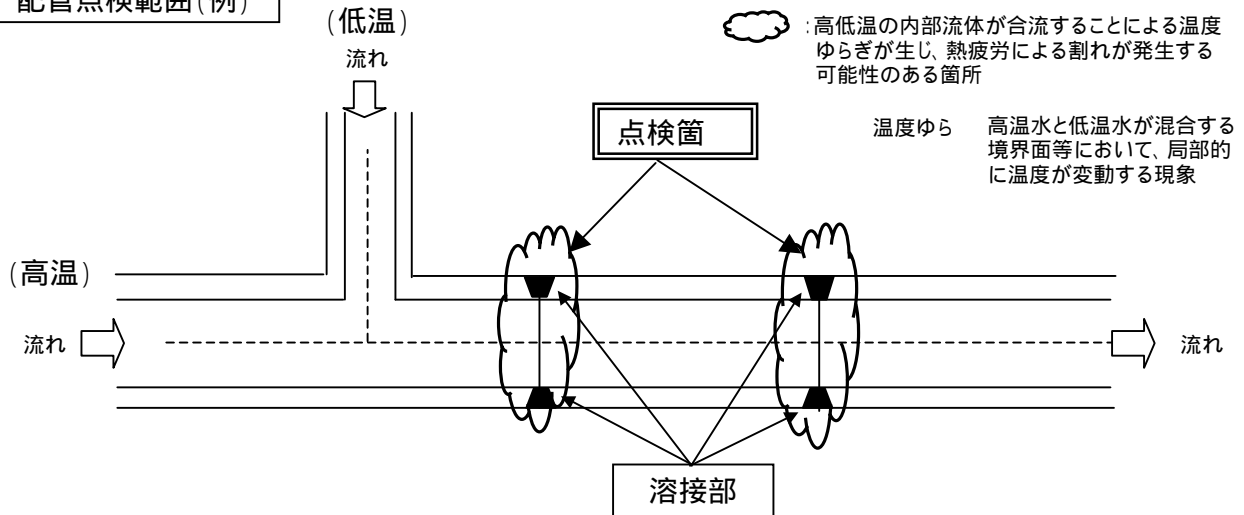 配管点検範囲(例)
(低温)
流れ
:高低温の内部流体が合流することによる温度
ゆらぎが生じ、熱疲労による割れが発生する
可能性のある箇所
点検箇
温度ゆら
高温水と低温水が混合する
境界面等において、局部的
に温度が変動する現象
(高温)
流れ
流れ
溶接部